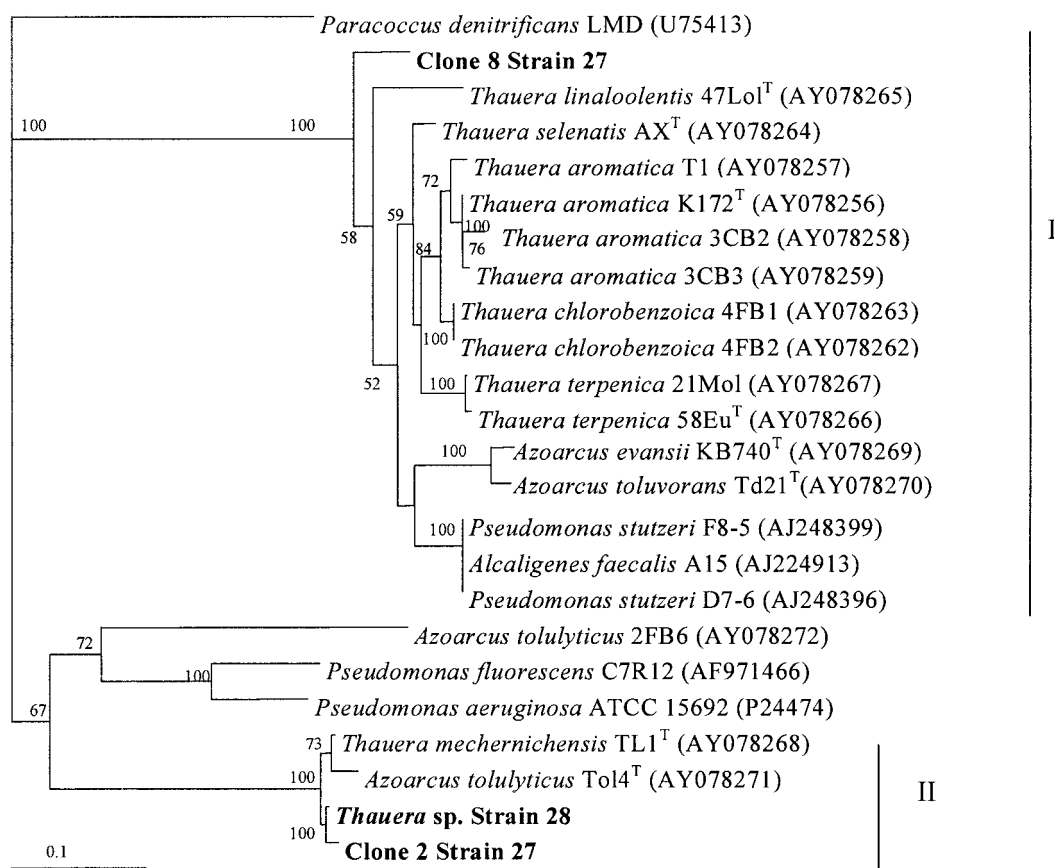 Paracoccus denitrificans LMD (U75413)
Clone 8 Strain 27
Thauera linaloolentis 47Lol^T (AY078265)
100 100
Thauera selenatis AX^T (AY078264)
Thauera aromatica T1 (AY078257)
72
Thauera aromatica K172^T (AY078256)
59
100
58
Thauera aromatica 3CB2 (AY078258)
I
84
76
Thauera aromatica 3CB3 (AY078259)
Thauera chlorobenzoica 4FB1 (AY078263)
100
Thauera chlorobenzoica 4FB2 (AY078262)
52
100
Thauera terpenica 21Mol (AY078267)
Thauera terpenica 58Eu^T (AY078266)
100
Azoarcus evansii KB740^T (AY078269)
Azoarcus toluvorans Td21^T(AY078270)
100
Pseudomonas stutzeri F8-5 (AJ248399)
Alcaligenes faecalis A15 (AJ224913)
Pseudomonas stutzeri D7-6 (AJ248396)
72
Azoarcus tolulyticus 2FB6 (AY078272)
100
Pseudomonas fluorescens C7R12 (AF971466)
67
Pseudomonas aeruginosa ATCC 15692 (P24474)
73
Thauera mechernichensis TL1^T (AY078268)
100
Azoarcus tolulyticus Tol4^T (AY078271)
II
Thauera sp. Strain 28
100
Clone 2 Strain 27
0.1